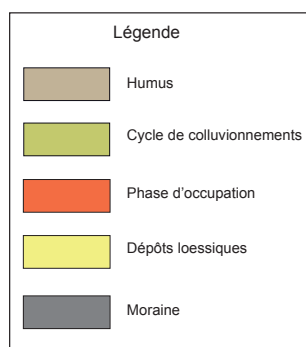 Légende
Humus
Cycle de colluvionnements
Phase d'occupation
Dépôts loessiques
Moraine